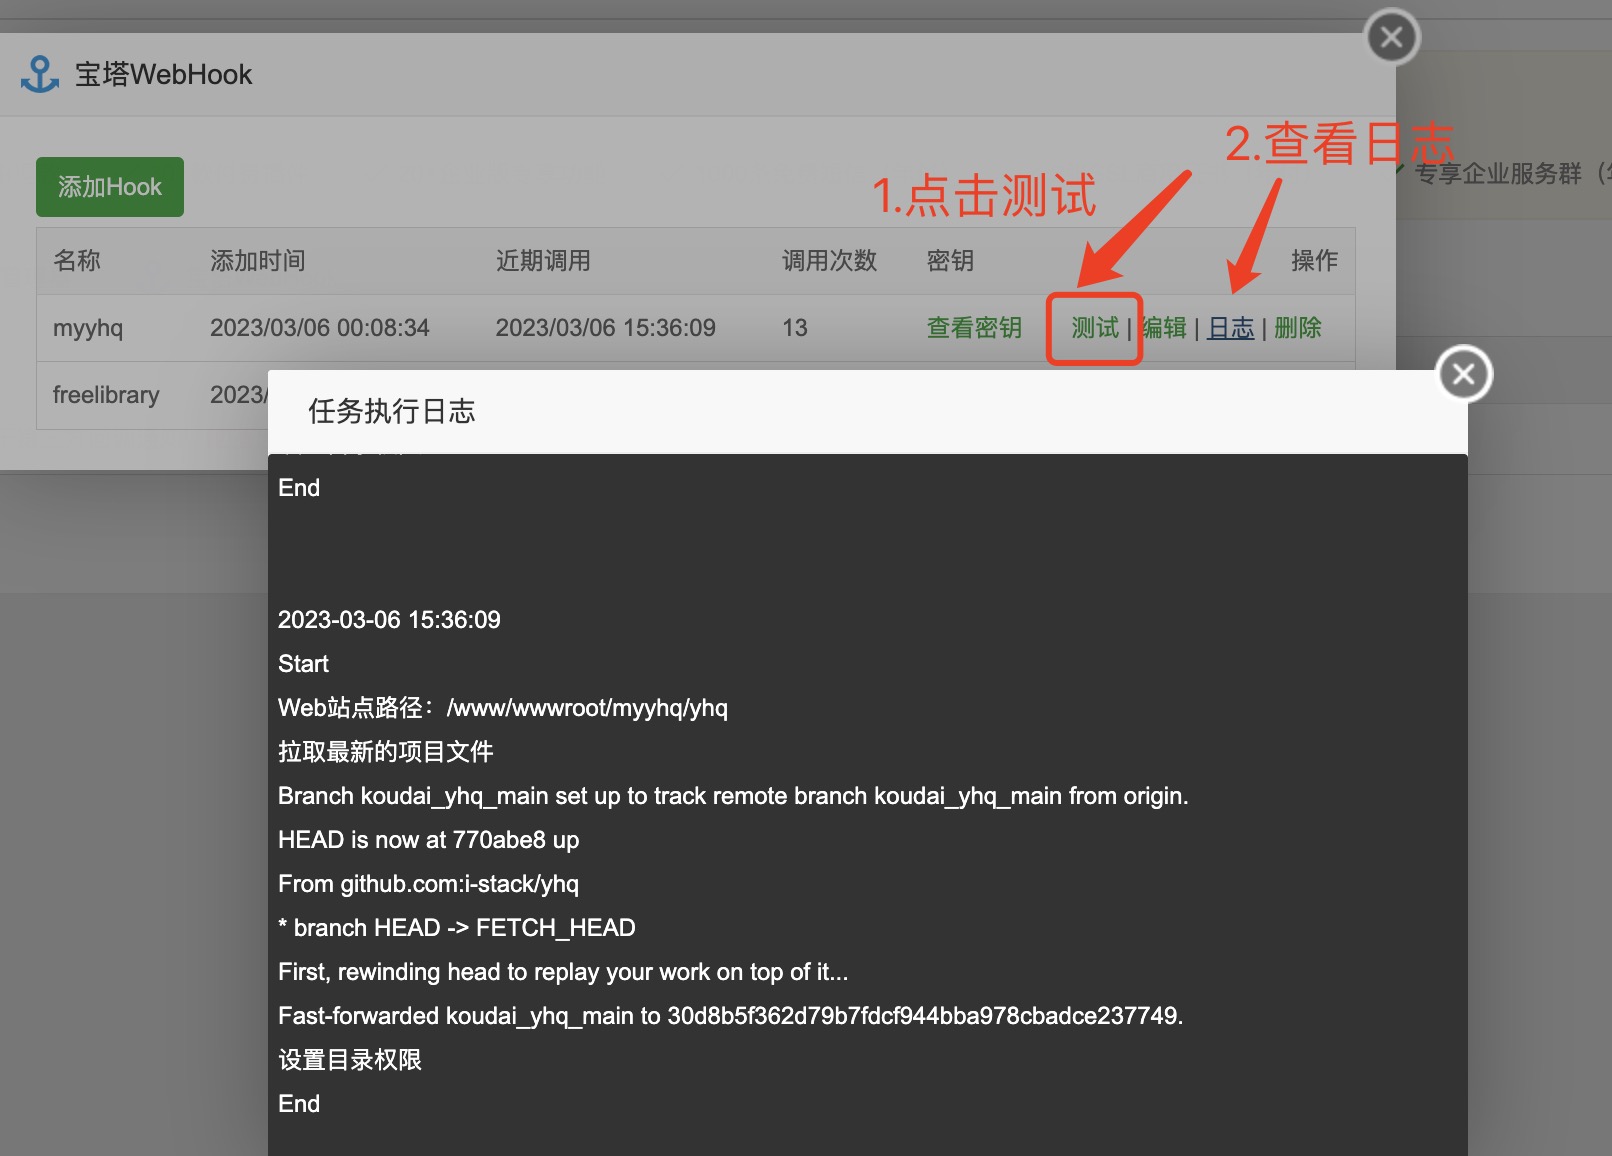 宝塔WebHook
2.查看日志
专享企业服务群
1.点击测试
添加Hook
名称 添加时间 近期调用 调用次数 密钥 操作
myyhq 2023/03/06 00:08:34 2023/03/06 15:36:09 13 查看密钥 测试 | 编辑 | 日志 | 删除
freelibrary 2023/
任务执行日志
End
2023-03-06 15:36:09
Start
Web站点路径：/www/wwwroot/myyhq/yhq
拉取最新的项目文件
Branch koudai_yhq_main set up to track remote branch koudai_yhq_main from origin.
HEAD is now at 770abe8 up
From github.com:i-stack/yhq
* branch HEAD -> FETCH_HEAD
First, rewinding head to replay your work on top of it...
Fast-forwarded koudai_yhq_main to 30d8b5f362d79b7fdcf944bba978cbadce237749.
设置目录权限
End